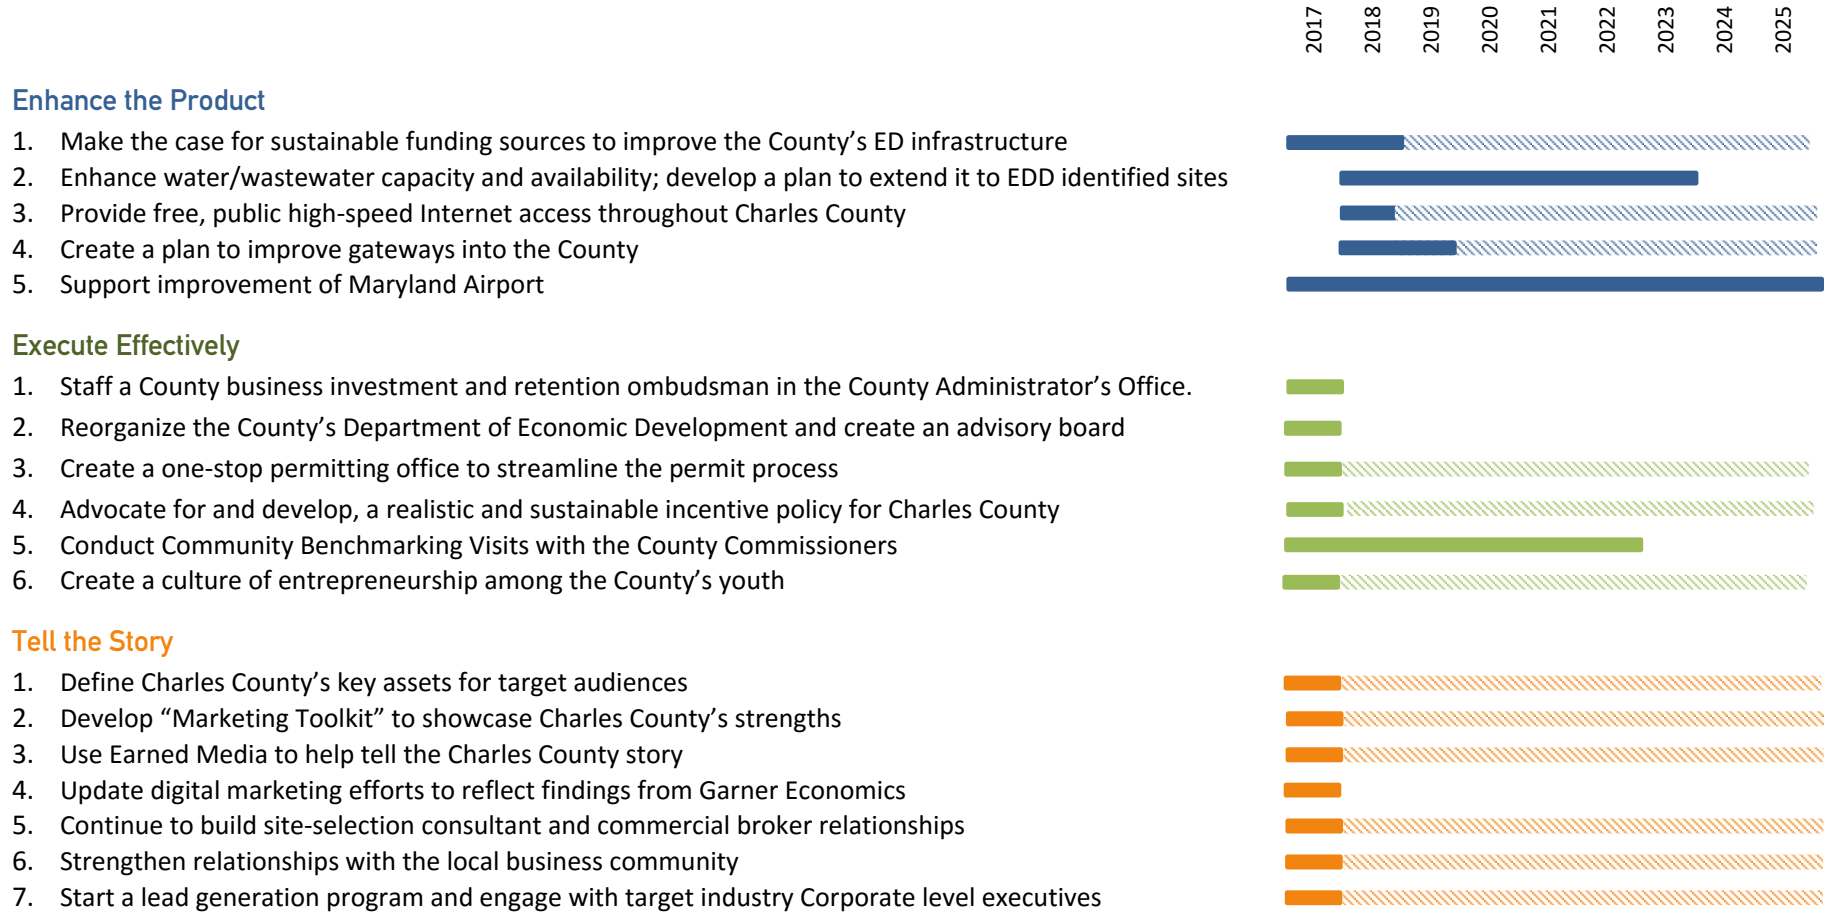 2017 2018 2019 2020 2021 2022 2023 2024 2025
Enhance the Product
1. Make the case for sustainable funding sources to improve the County’s ED infrastructure
2. Enhance water/wastewater capacity and availability; develop a plan to extend it to EDD identified sites
3. Provide free, public high-speed Internet access throughout Charles County
4. Create a plan to improve gateways into the County
5. Support improvement of Maryland Airport
Execute Effectively
1. Staff a County business investment and retention ombudsman in the County Administrator’s Office.
2. Reorganize the County’s Department of Economic Development and create an advisory board
3. Create a one-stop permitting office to streamline the permit process
4. Advocate for and develop, a realistic and sustainable incentive policy for Charles County
5. Conduct Community Benchmarking Visits with the County Commissioners
6. Create a culture of entrepreneurship among the County’s youth
Tell the Story
1. Define Charles County’s key assets for target audiences
2. Develop “Marketing Toolkit” to showcase Charles County’s strengths
3. Use Earned Media to help tell the Charles County story
4. Update digital marketing efforts to reflect findings from Garner Economics
5. Continue to build site-selection consultant and commercial broker relationships
6. Strengthen relationships with the local business community
7. Start a lead generation program and engage with target industry Corporate level executives